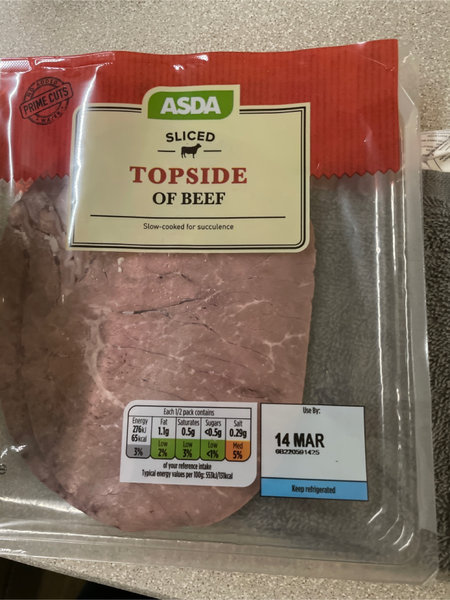 PRIME CUTS
ASDA
SLICED
TOPSIDE
OF BEEF
Slow-cooked for succulence
Each 1/2 pack contains
Energy Fat Saturates Sugars Salt
276kJ 1.1g 0.5g <0.5g 0.29g
65kcal
Low Low Low Med
3% 2% 3% <1% 5%
of your reference intake
Typical energy values per 100g: 553kJ/131kcal
Use By:
14 MAR
Keep refrigerated